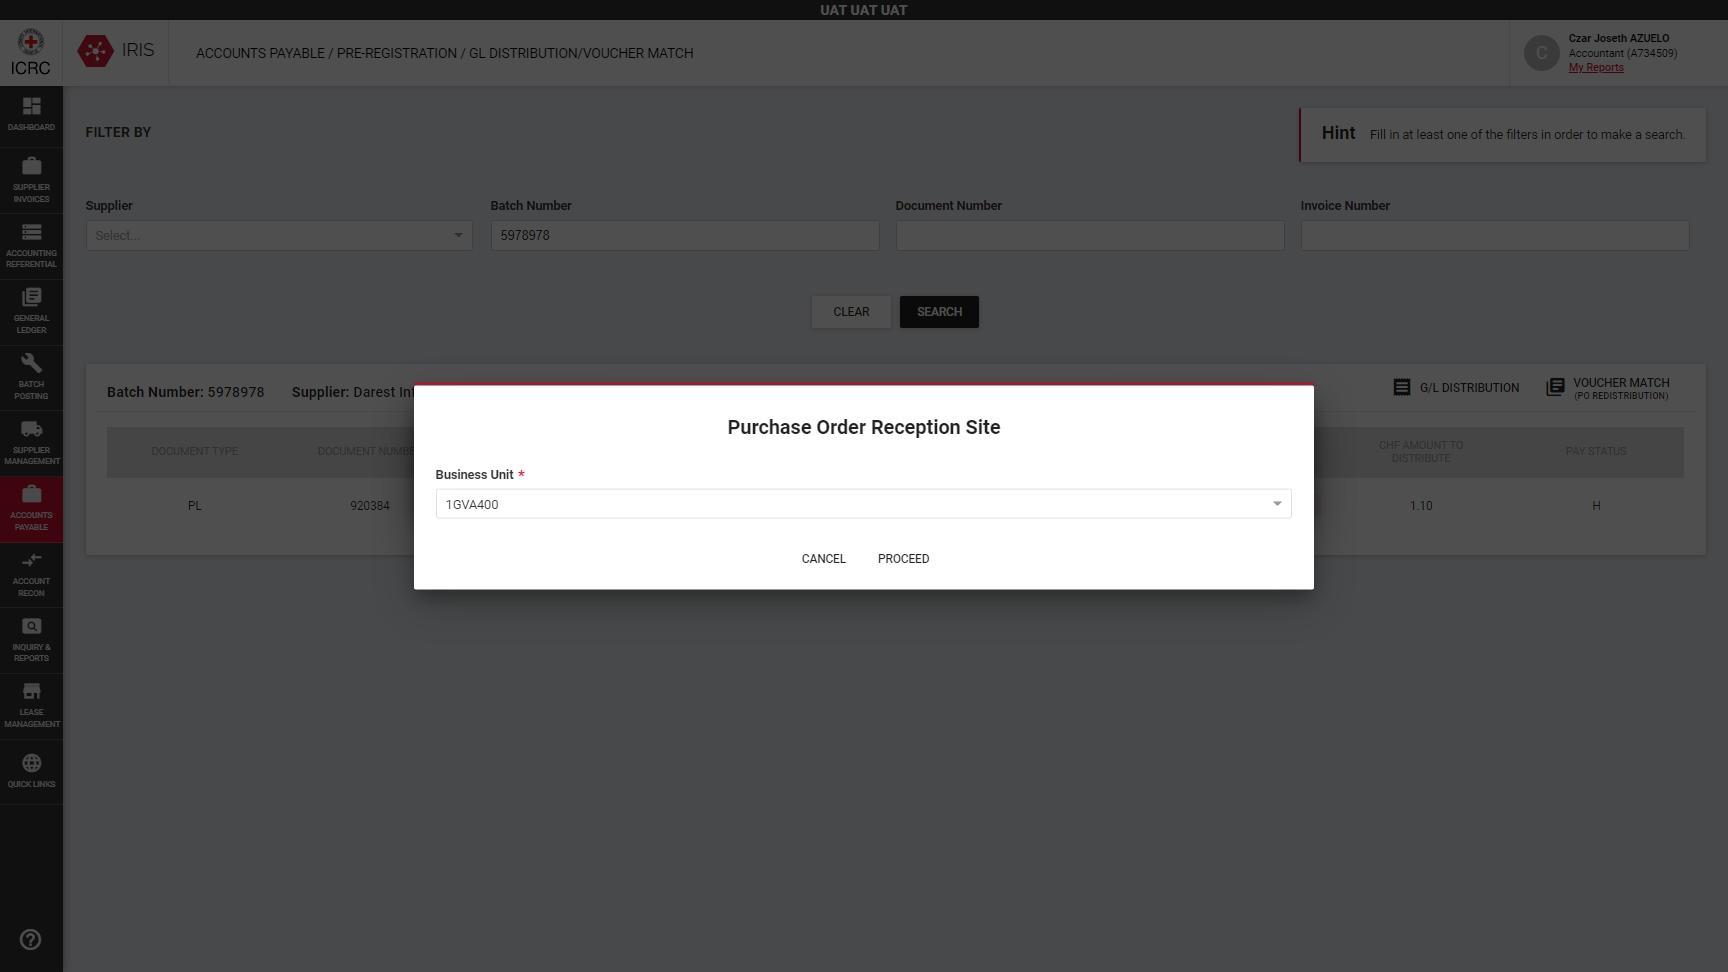 UAT UAT UAT
ICRC
IRIS
ACCOUNTS PAYABLE / PRE-REGISTRATION / GL DISTRIBUTION/VOUCHER MATCH
C
Czar Joseth AZUELO
Accountant (A734509)
My Reports
DASHBOARD
SUPPLIER
INVOICES
ACCOUNTING
REFERENTIAL
GENERAL
LEDGER
BATCH
POSTING
SUPPLIER
MANAGEMENT
ACCOUNTS
PAYABLE
ACCOUNT
RECON
INQUIRY &
REPORTS
LEASE
MANAGEMENT
QUICK LINKS
FILTER BY
Hint Fill in at least one of the filters in order to make a search.
Supplier
Select...
Batch Number
5978978
Document Number
Invoice Number
CLEAR
SEARCH
Batch Number: 5978978 Supplier: Darest
G/L DISTRIBUTION
VOUCHER MATCH
(PO REDISTRIBUTION)
DOCUMENT TYPE
DOCUMENT
CHF AMOUNT TO
DISTRIBUTE
PAY STATUS
PL
920384
1.10
H
Purchase Order Reception Site
Business Unit *
1GVA400
CANCEL
PROCEED